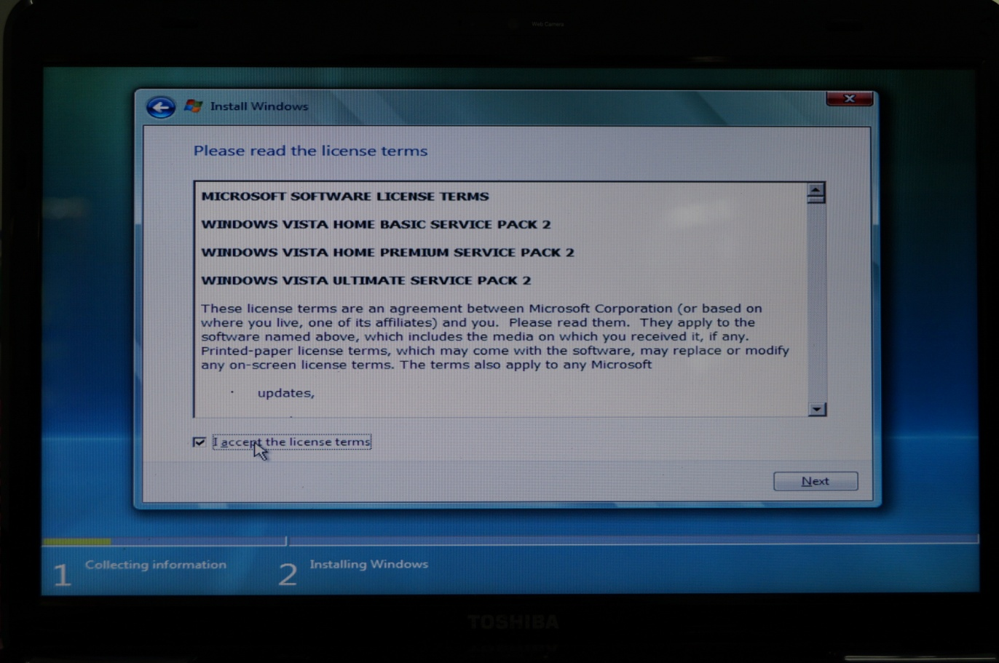 Web Camera
Install Windows
Please read the license terms
MICROSOFT SOFTWARE LICENSE TERMS
WINDOWS VISTA HOME BASIC SERVICE PACK 2
WINDOWS VISTA HOME PREMIUM SERVICE PACK 2
WINDOWS VISTA ULTIMATE SERVICE PACK 2
These license terms are an agreement between Microsoft Corporation (or based on
where you live, one of its affiliates) and you.  Please read them.  They apply to the
software named above, which includes the media on which you received it, if any.
Printed-paper license terms, which may come with the software, may replace or modify
any on-screen license terms. The terms also apply to any Microsoft
· updates,
I accept the license terms
Next
1 Collecting information
2 Installing Windows
TOSHIBA